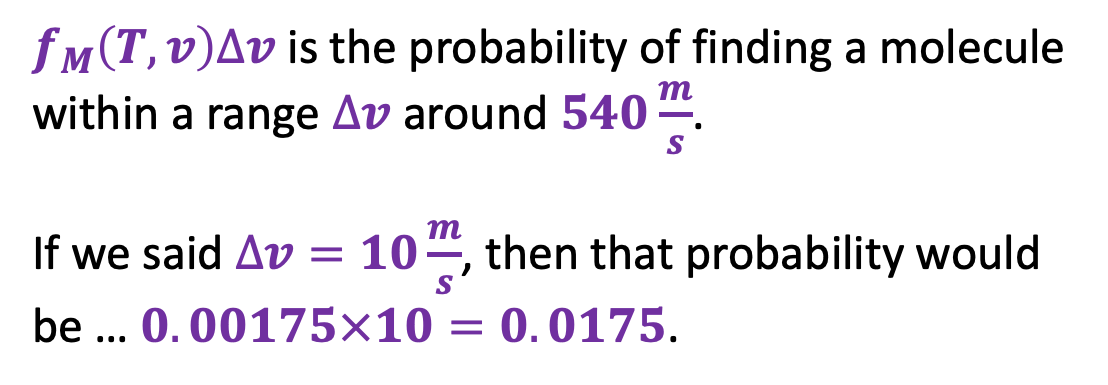 f_M(T, v)Δv is the probability of finding a molecule
within a range Δv around 540 m/s.
If we said Δv = 10 m/s, then that probability would
be ... 0.00175×10 = 0.0175.